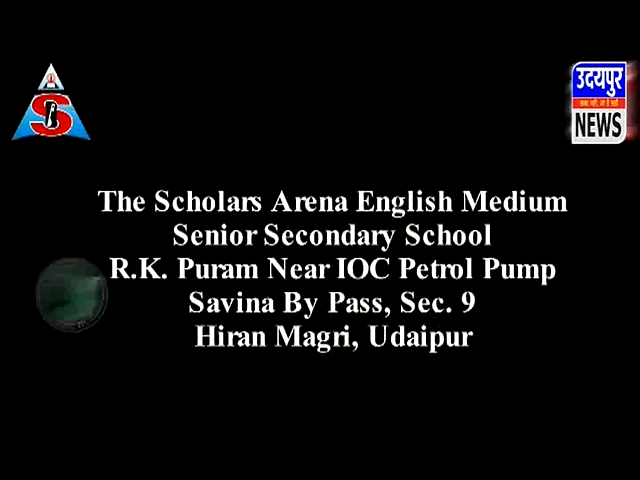 S
उदयपुर
NEWS
The Scholars Arena English Medium
Senior Secondary School
R.K. Puram Near IOC Petrol Pump
Savina By Pass, Sec. 9
Hiran Magri, Udaipur